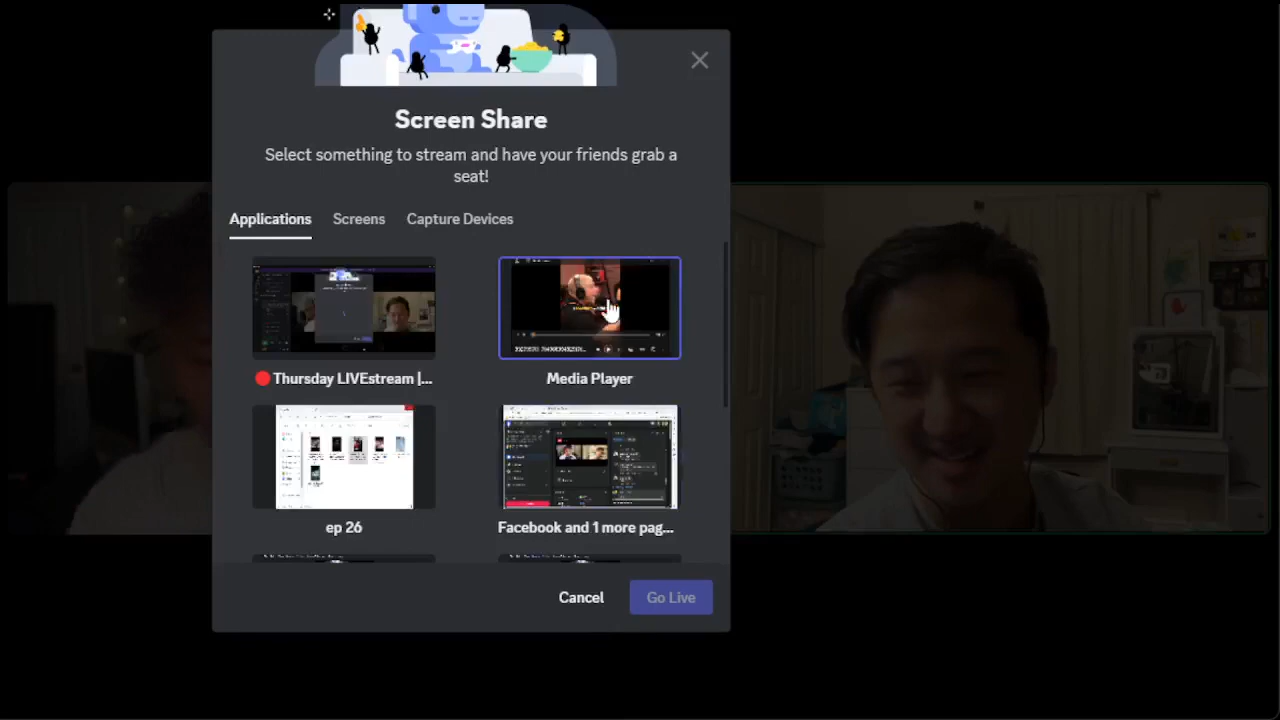 Screen Share
Select something to stream and have your friends grab a
seat!
Applications Screens Capture Devices
Thursday LIVEstream |...
Media Player
ep 26
Facebook and 1 more pag...
Cancel
Go Live